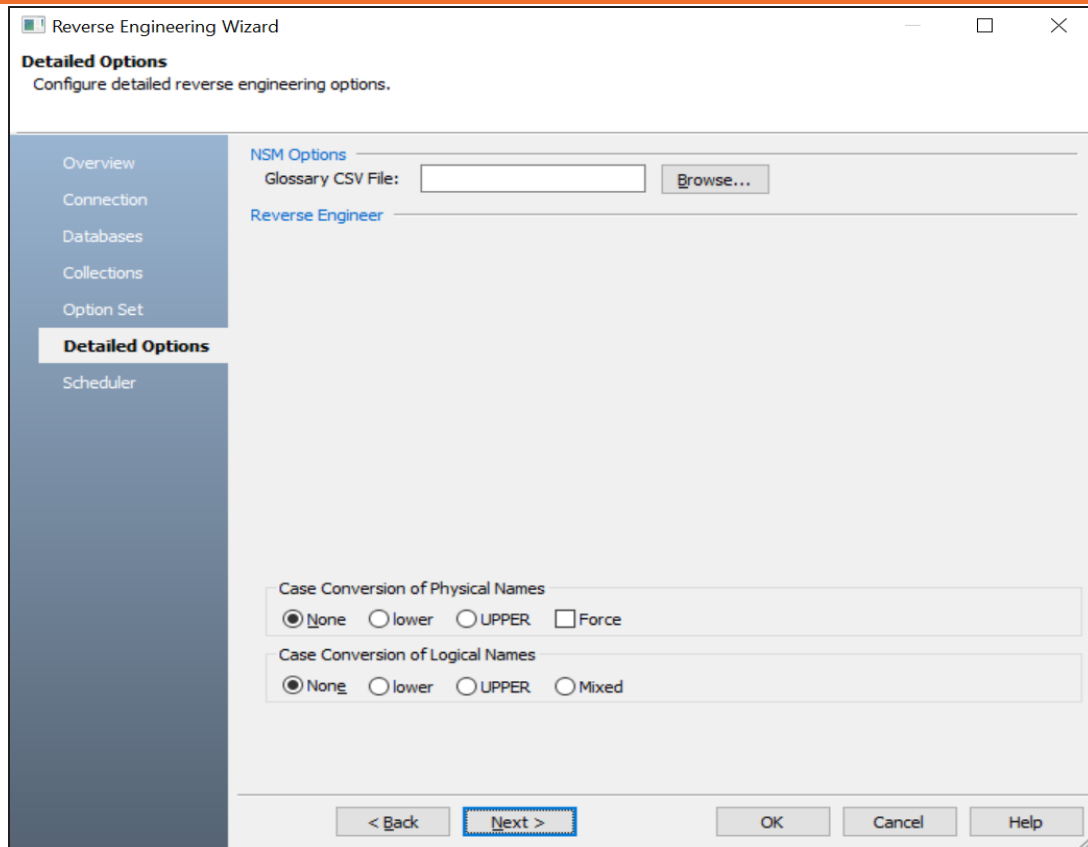 Reverse Engineering Wizard
Detailed Options
Configure detailed reverse engineering options.
Overview
Connection
Databases
Collections
Option Set
Detailed Options
Scheduler
NSM Options
Glossary CSV File:
Browse...
Reverse Engineer
Case Conversion of Physical Names
None lower UPPER Force
Case Conversion of Logical Names
None lower UPPER Mixed
< Back Next > OK Cancel Help